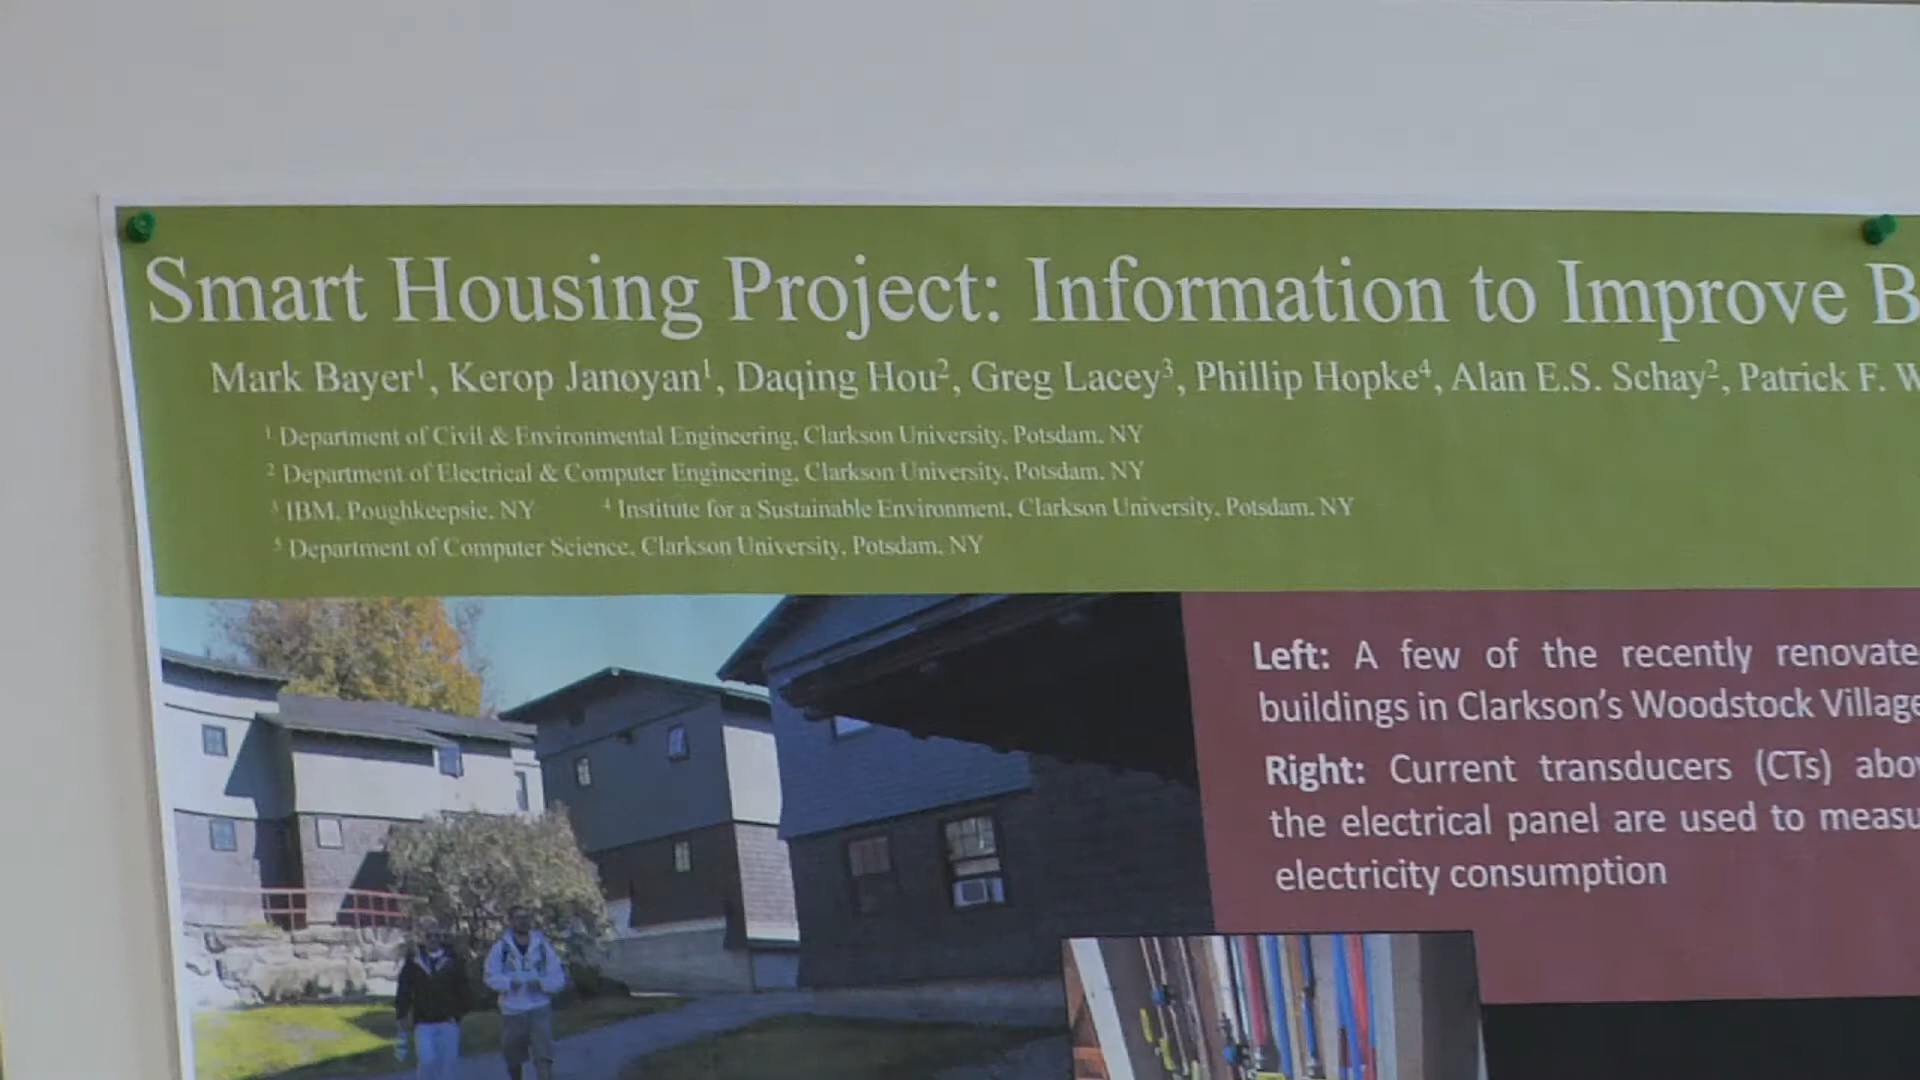 Smart Housing Project: Information to Improve B
Mark Bayer¹, Kerop Janoyan¹, Daqing Hou², Greg Lacey³, Phillip Hopke⁴, Alan E.S. Schay², Patrick F. W
¹ Department of Civil & Environmental Engineering, Clarkson University, Potsdam, NY
² Department of Electrical & Computer Engineering, Clarkson University, Potsdam, NY
³ IBM, Poughkeepsie, NY ⁴ Institute for a Sustainable Environment, Clarkson University, Potsdam, NY
⁵ Department of Computer Science, Clarkson University, Potsdam, NY
Left: A few of the recently renovate
buildings in Clarkson's Woodstock Village
Right: Current transducers (CTs) abo
the electrical panel are used to measu
electricity consumption